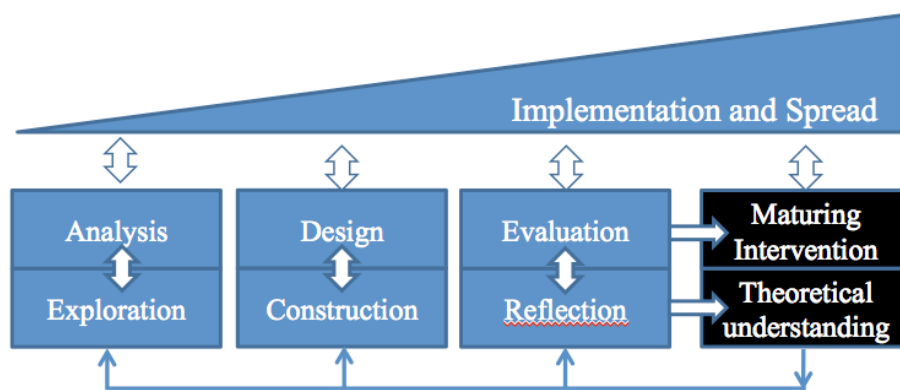 Implementation and Spread
Analysis
Exploration
Design
Construction
Evaluation
Reflection
Maturing
Intervention
Theoretical
understanding